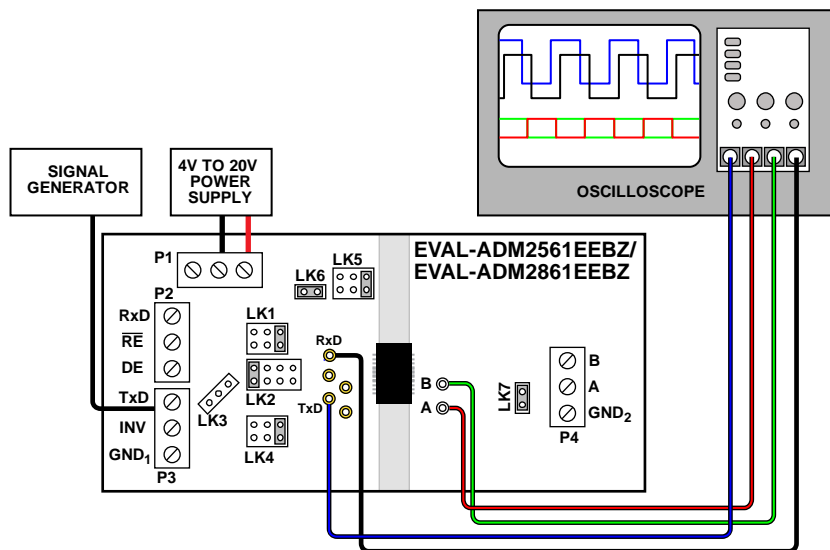 OSCILLOSCOPE
SIGNAL
GENERATOR
4V TO 20V
POWER
SUPPLY
EVAL-ADM2561EEBZ/
EVAL-ADM2861EEBZ
P1
LK5
LK6
P2
RxD
RE
DE
LK1
RxD
LK2
TxD
LK3
TxD
INV
GND1
P3
LK4
B
A
LK7
B
A
GND2
P4